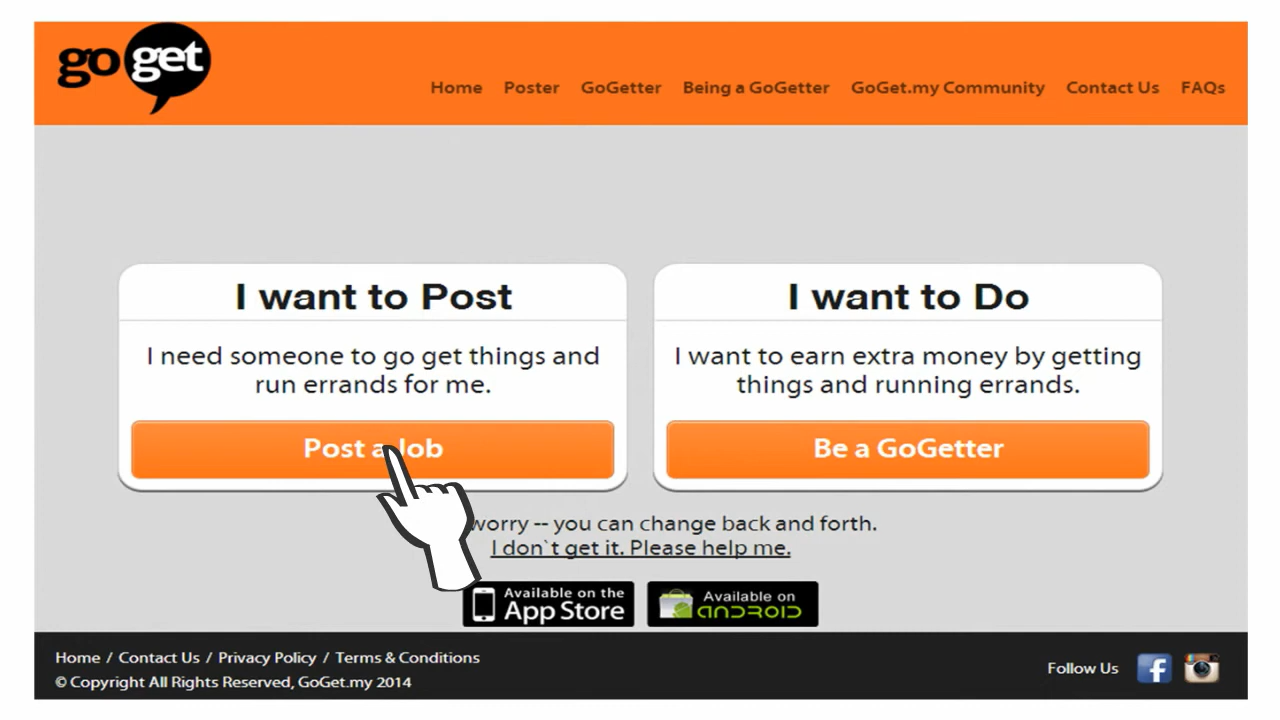 go get
Home Poster GoGetter Being a GoGetter GoGet.my Community Contact Us FAQs
I want to Post
I need someone to go get things and
run errands for me.
Post a Job
I want to Do
I want to earn extra money by getting
things and running errands.
Be a GoGetter
worry -- you can change back and forth.
I don`t get it. Please help me.
Available on the
App Store
Available on
ANDROID
Home / Contact Us / Privacy Policy / Terms & Conditions
© Copyright All Rights Reserved, GoGet.my 2014
Follow Us